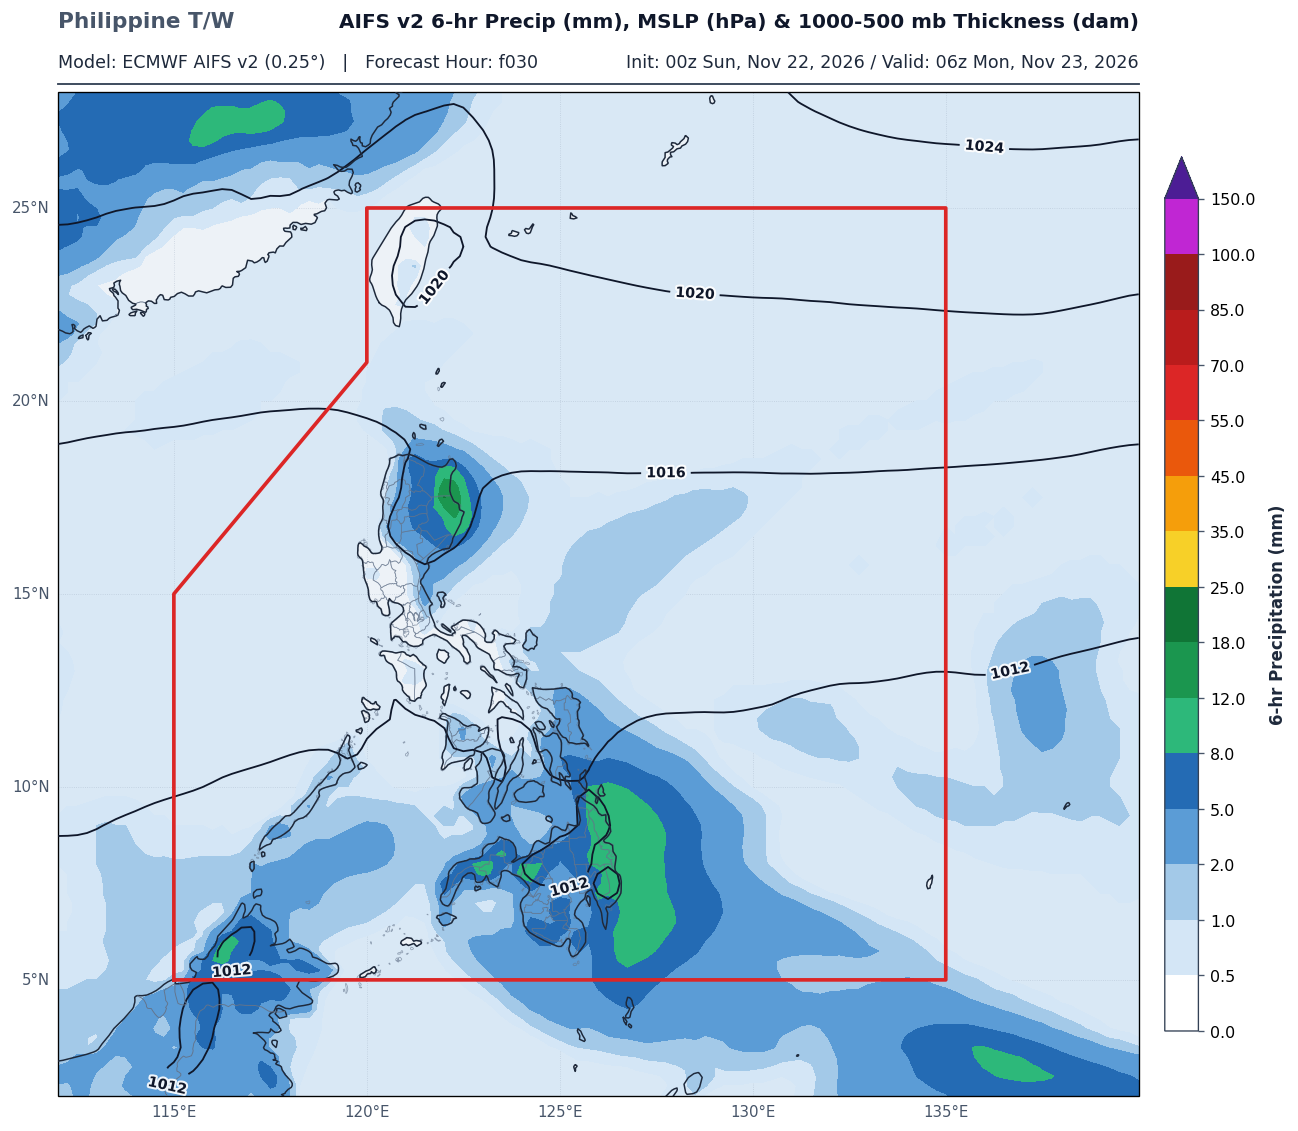 Philippine T/W
AIFS v2 6-hr Precip (mm), MSLP (hPa) & 1000-500 mb Thickness (dam)
Model: ECMWF AIFS v2 (0.25°) | Forecast Hour: f030
Init: 00z Sun, Nov 22, 2026 / Valid: 06z Mon, Nov 23, 2026
1024
25°N
1020
1020
20°N
1016
15°N
1012
10°N
1012
1012
5°N
1012
115°E
120°E
125°E
130°E
135°E
150.0
100.0
85.0
70.0
55.0
45.0
35.0
25.0
18.0
12.0
8.0
5.0
2.0
1.0
0.5
0.0
6-hr Precipitation (mm)